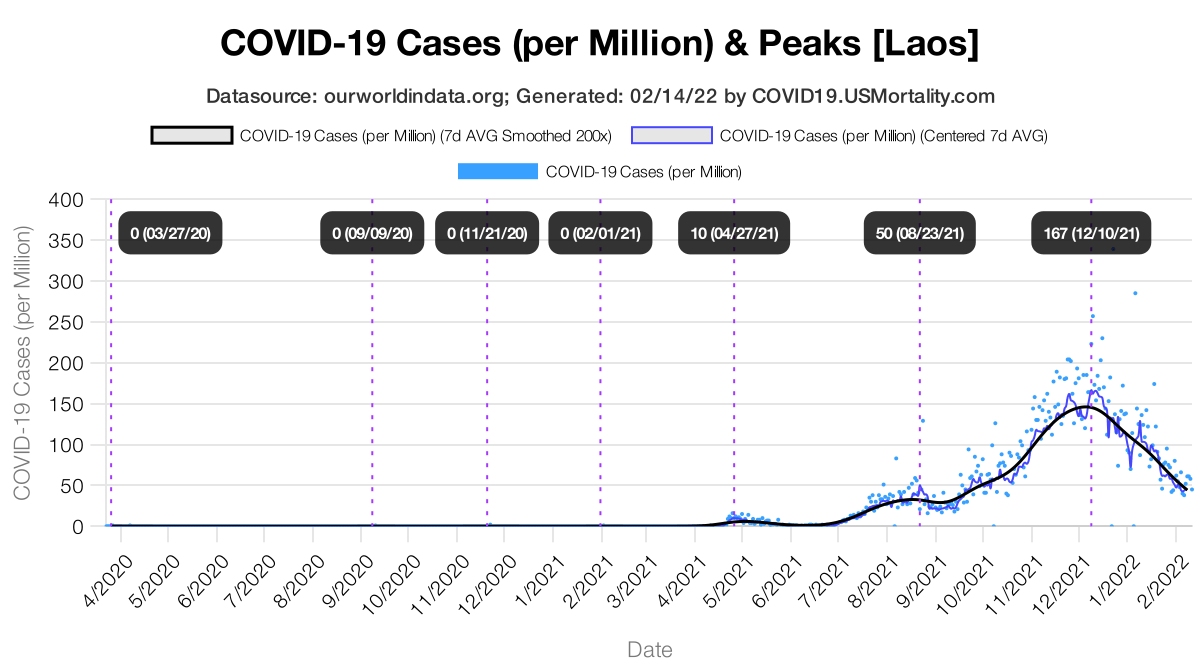 COVID-19 Cases (per Million) & Peaks [Laos]
Datasource: ourworldindata.org; Generated: 02/14/22 by COVID19.USMortality.com
COVID-19 Cases (per Million) (7d AVG Smoothed 200x) COVID-19 Cases (per Million) (Centered 7d AVG)
COVID-19 Cases (per Million)
COVID-19 Cases (per Million)
400
350
300
250
200
150
100
50
0
0 (03/27/20) 0 (09/09/20) 0 (11/21/20) 0 (02/01/21) 10 (04/27/21) 50 (08/23/21) 167 (12/10/21)
4/2020 5/2020 6/2020 7/2020 8/2020 9/2020 10/2020 11/2020 12/2020 1/2021 2/2021 3/2021 4/2021 5/2021 6/2021 7/2021 8/2021 9/2021 10/2021 11/2021 12/2021 1/2022 2/2022
Date